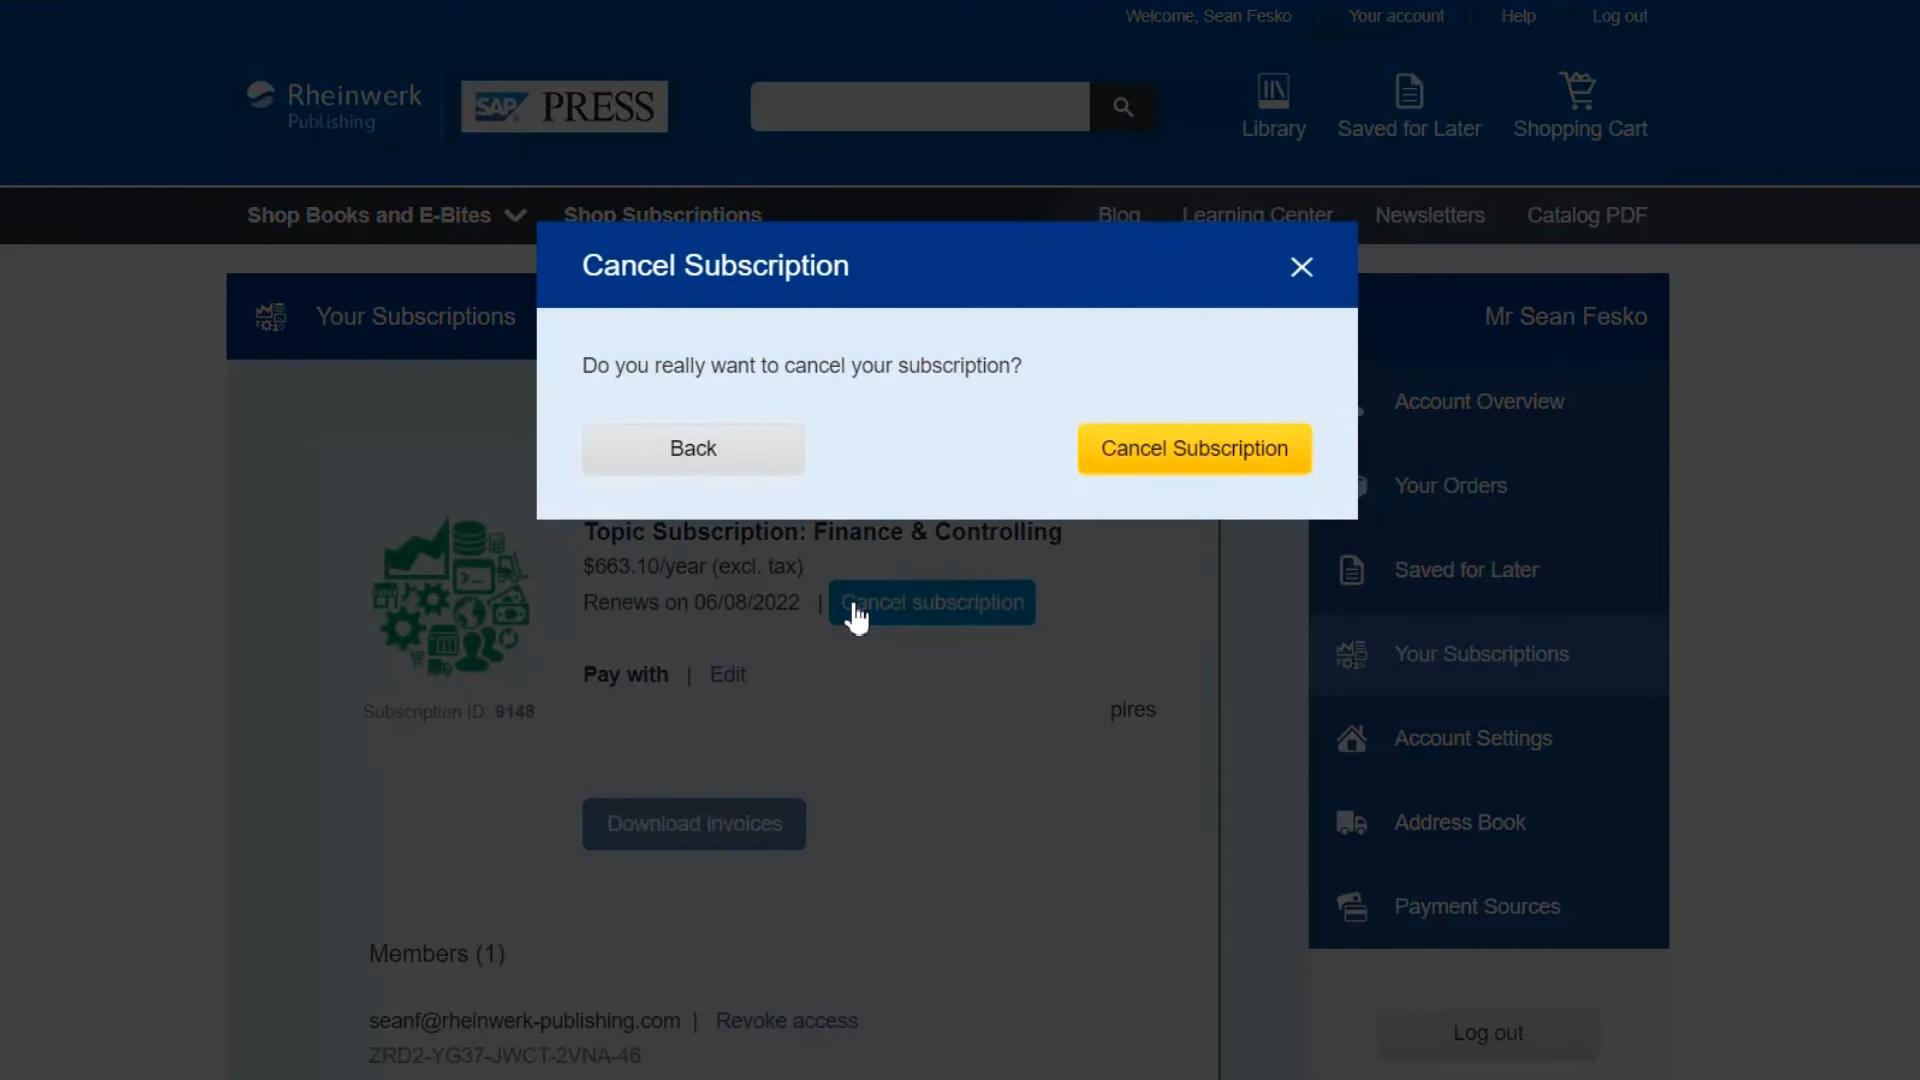 Welcome, Sean Fesko
Your account
Help
Log out
Rheinwerk
Publishing
SAP PRESS
Library
Saved for Later
Shopping Cart
Shop Books and E-Bites
Shop Subscriptions
Blog
Learning Center
Newsletters
Catalog PDF
Cancel Subscription
Your Subscriptions
Mr Sean Fesko
Do you really want to cancel your subscription?
Back
Cancel Subscription
Topic Subscription: Finance & Controlling
$663.10/year (excl. tax)
Renews on 06/08/2022 | Cancel subscription
Pay with | Edit
Subscription ID: 9148
pires
Download invoices
Members (1)
seanf@rheinwerk-publishing.com | Revoke access
ZRD2-YG37-JWCT-2VNA-46
Account Overview
Your Orders
Saved for Later
Your Subscriptions
Account Settings
Address Book
Payment Sources
Log out